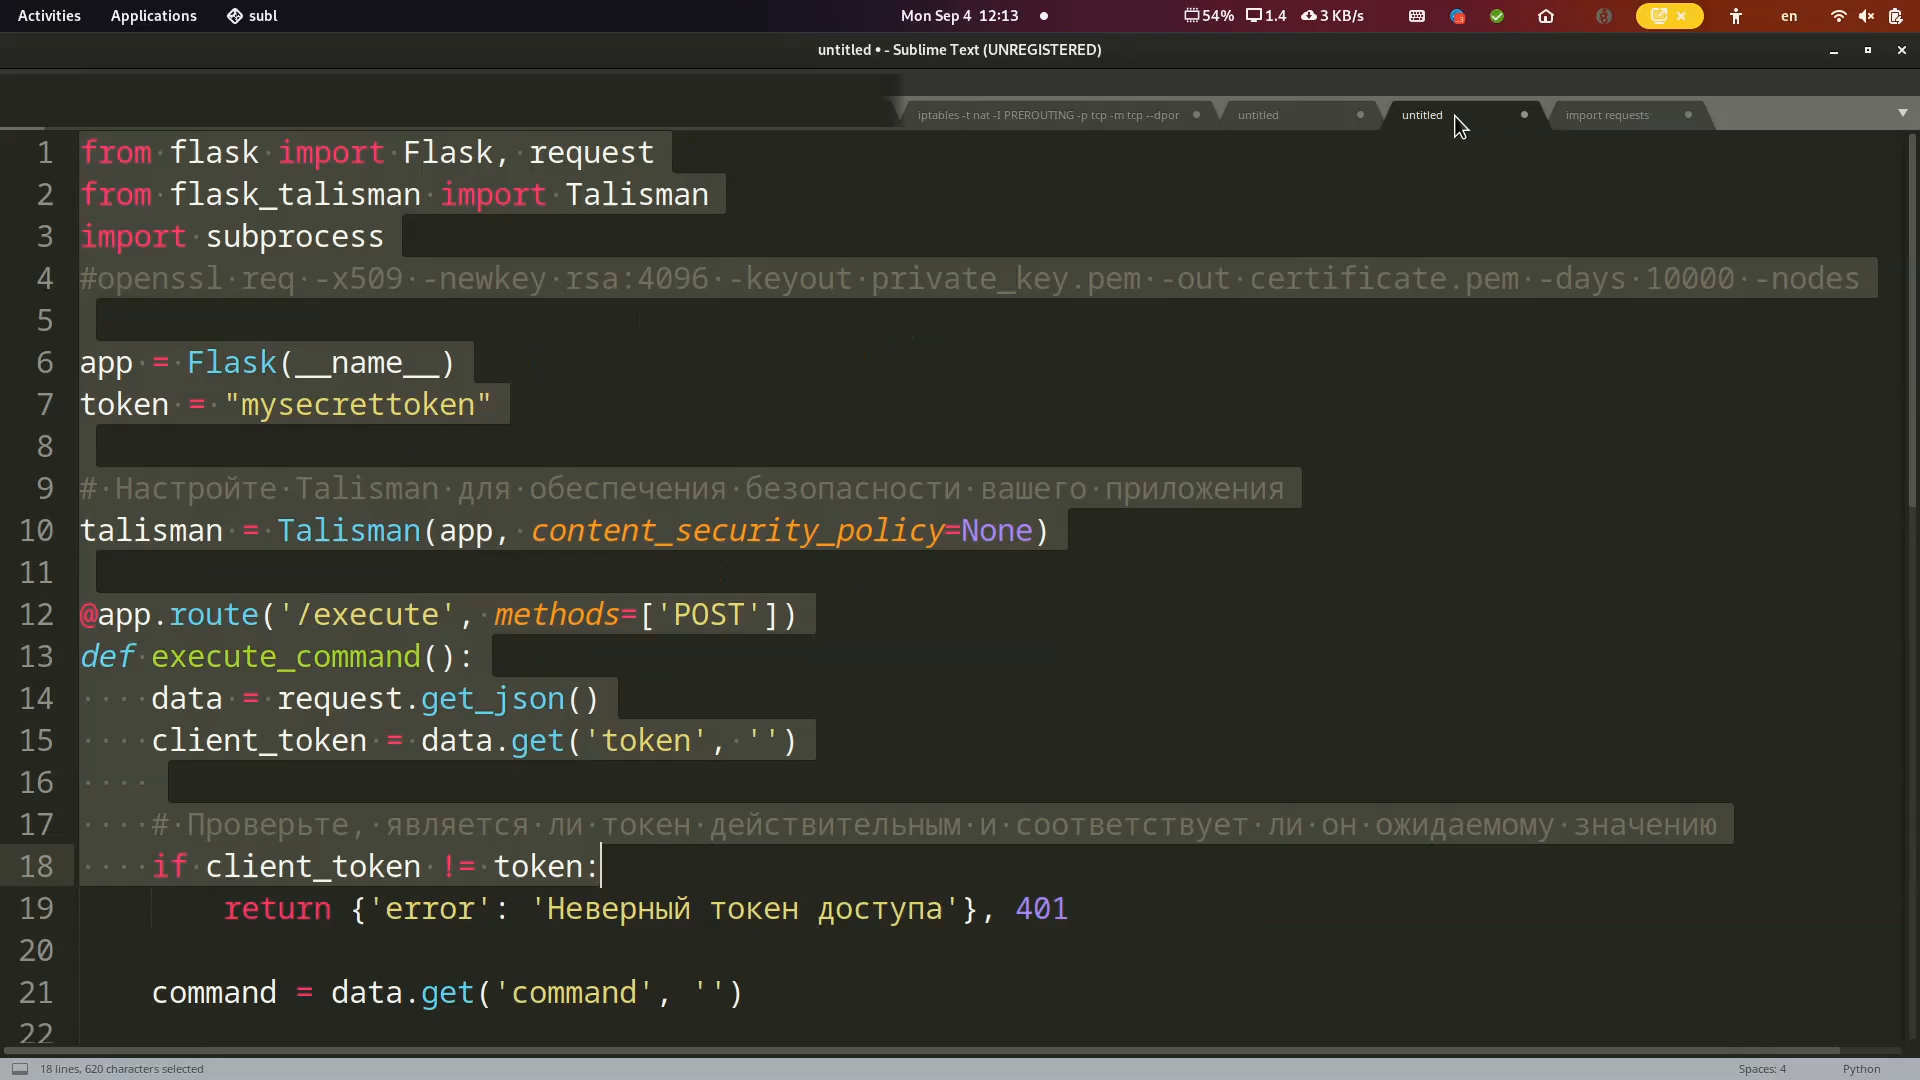 Activities Applications subl Mon Sep 4 12:13 54% 1.4 3 KB/s en
untitled • - Sublime Text (UNREGISTERED)
iptables -t nat -I PREROUTING -p tcp -m tcp --dpor untitled untitled import requests
1 from flask import Flask, request
2 from flask_talisman import Talisman
3 import subprocess
4 #openssl req -x509 -newkey rsa:4096 -keyout private_key.pem -out certificate.pem -days 10000 -nodes
5
6 app = Flask(__name__)
7 token = "mysecrettoken"
8
9 # Настройте Talisman для обеспечения безопасности вашего приложения
10 talisman = Talisman(app, content_security_policy=None)
11
12 @app.route('/execute', methods=['POST'])
13 def execute_command():
14 data = request.get_json()
15 client_token = data.get('token', '')
16
17 # Проверьте, является ли токен действительным и соответствует ли он ожидаемому значению
18 if client_token != token:
19 return {'error': 'Неверный токен доступа'}, 401
20
21 command = data.get('command', '')
22
18 lines, 620 characters selected Spaces: 4 Python